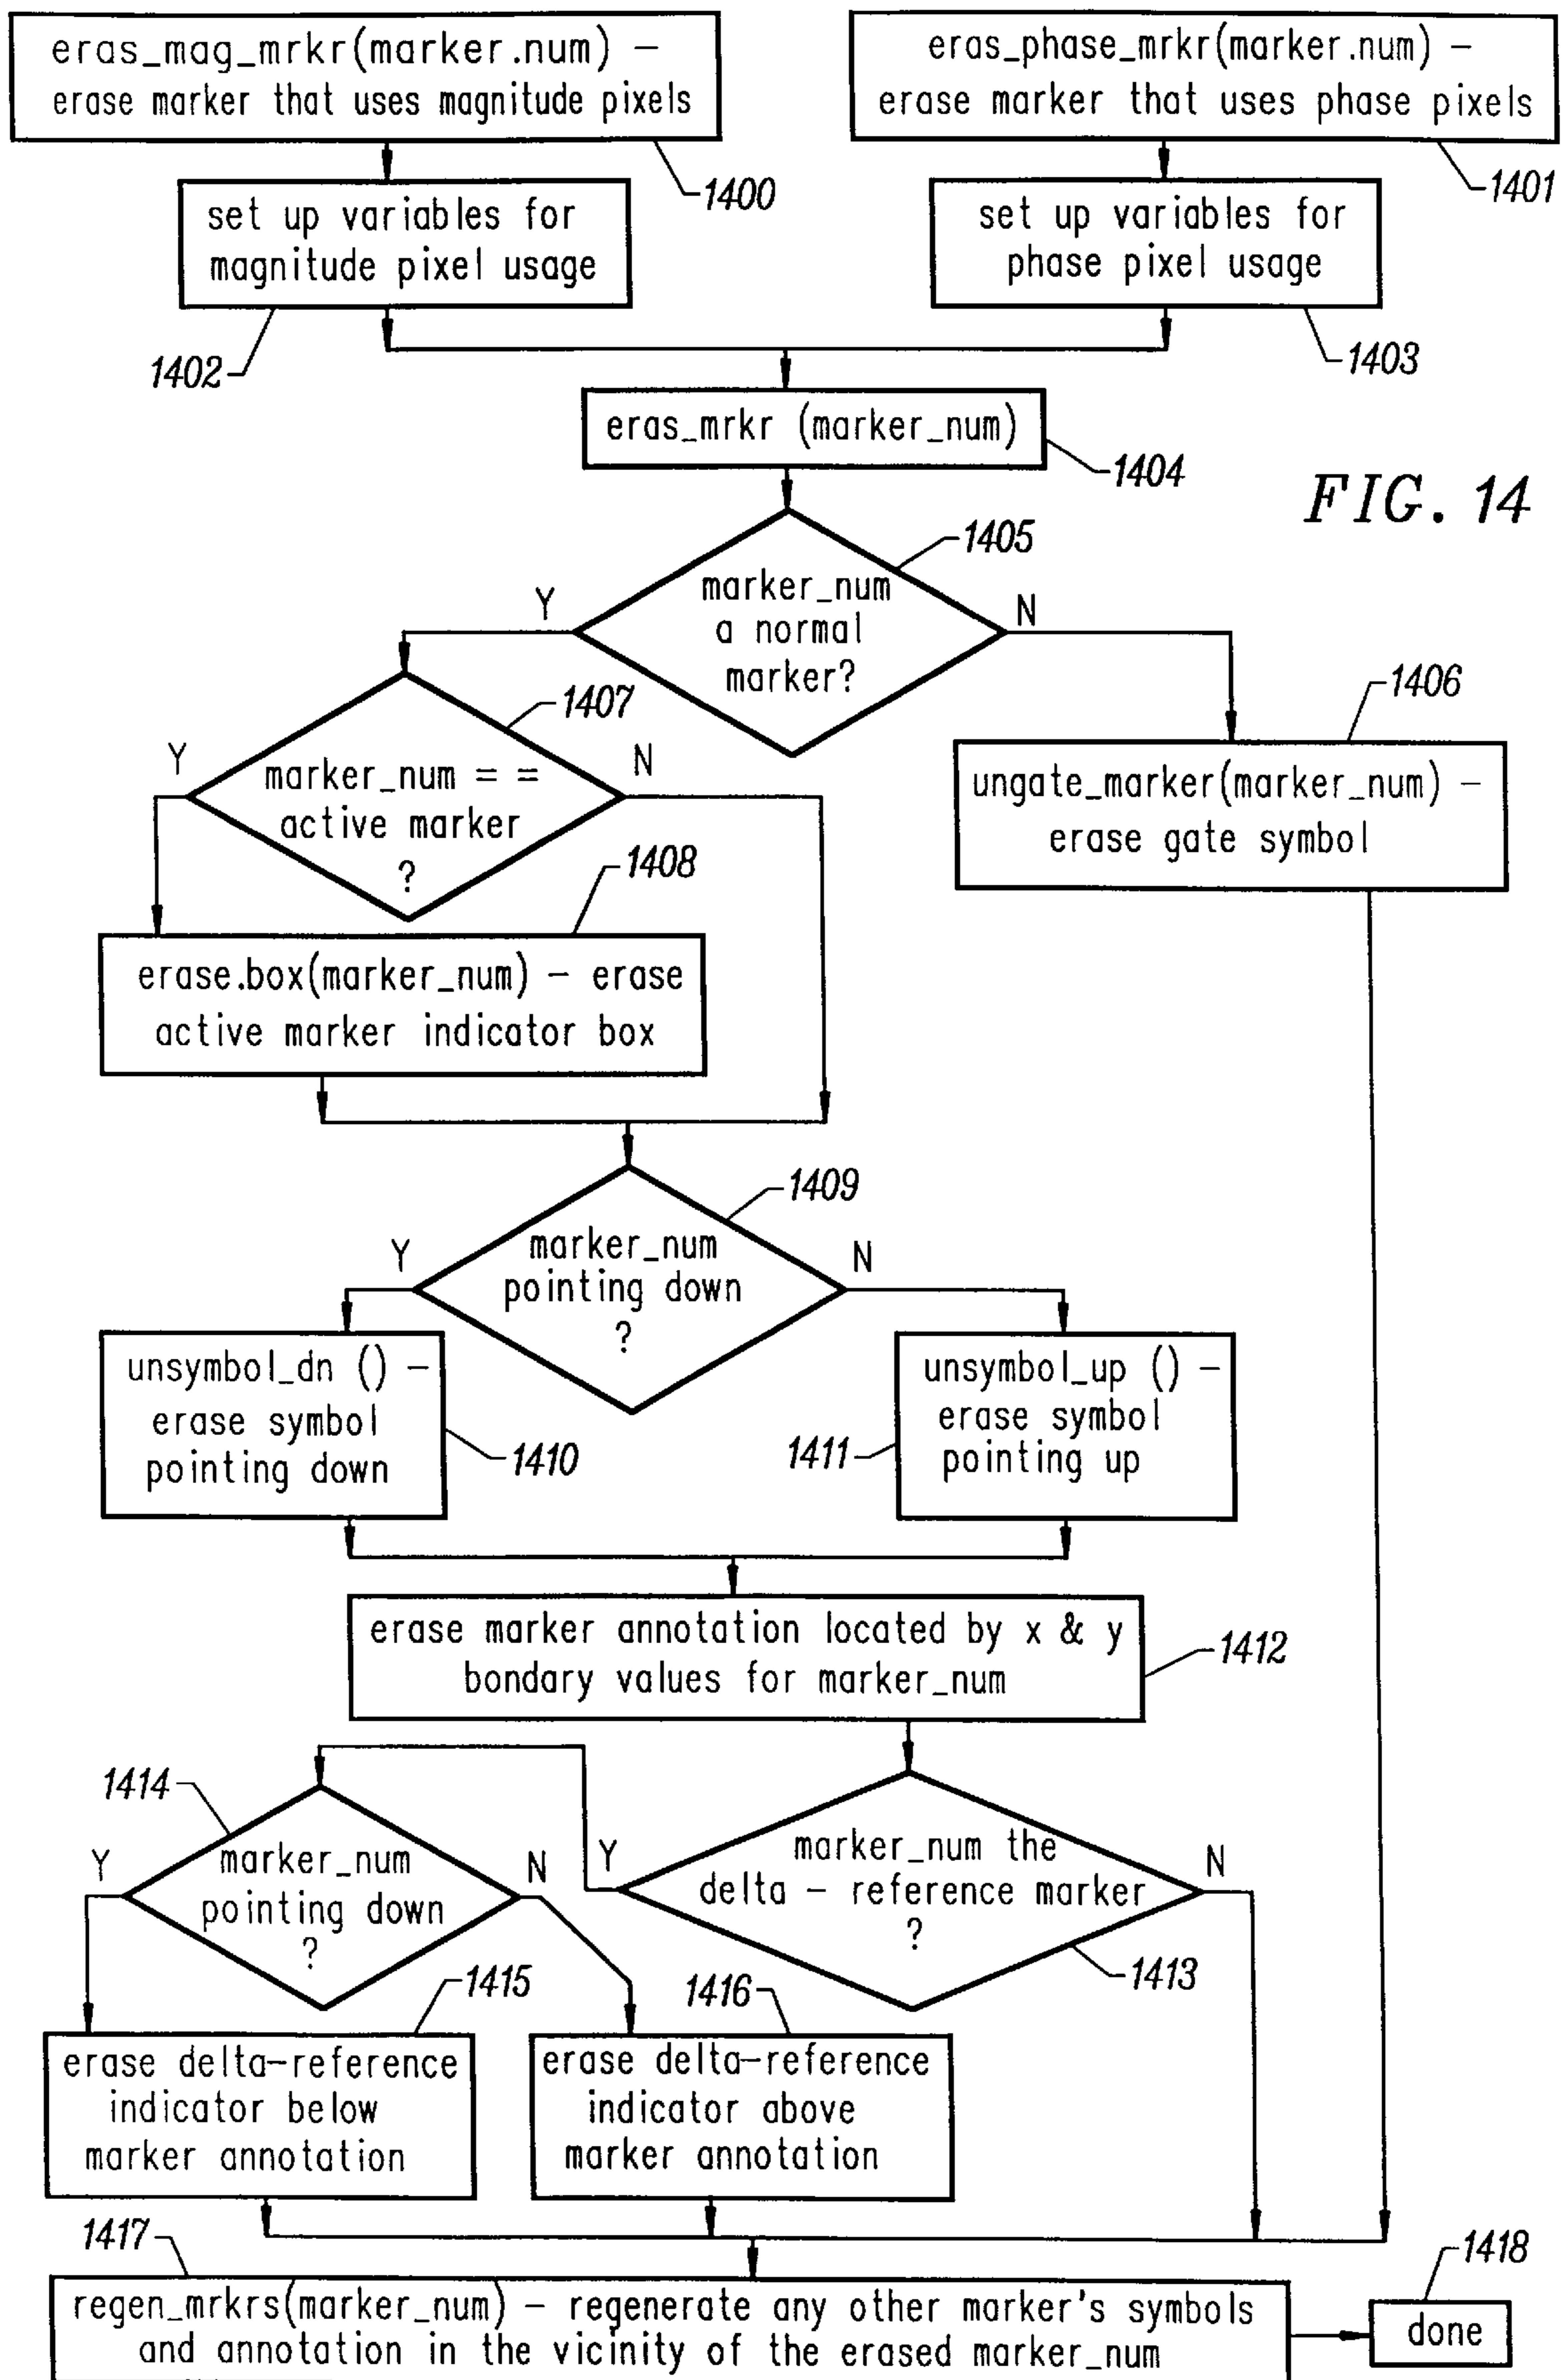 eras_mag_mrkr(marker.num) –
erase marker that uses magnitude pixels
eras_phase_mrkr(marker.num) –
erase marker that uses phase pixels
1400
1401
set up variables for
magnitude pixel usage
set up variables for
phase pixel usage
1402
1403
eras_mrkr (marker_num)
1404
FIG. 14
1405
marker_num
a normal
marker?
Y
N
1406
1407
ungate_marker(marker_num) –
erase gate symbol
Y
N
marker_num = =
active marker
?
1408
erase.box(marker_num) – erase
active marker indicator box
1409
marker_num
pointing down
?
Y
N
unsymbol_dn () –
erase symbol
pointing down
1410
1411
unsymbol_up () –
erase symbol
pointing up
erase marker annotation located by x & y
bondary values for marker_num
1412
1414
Y
marker_num
pointing down
?
N
Y
marker_num the
delta – reference marker
?
N
1413
1415
1416
erase delta–reference
indicator below
marker annotation
erase delta–reference
indicator above
marker annotation
1417
1418
regen_mrkrs(marker_num) – regenerate any other marker's symbols
and annotation in the vicinity of the erased marker_num
done